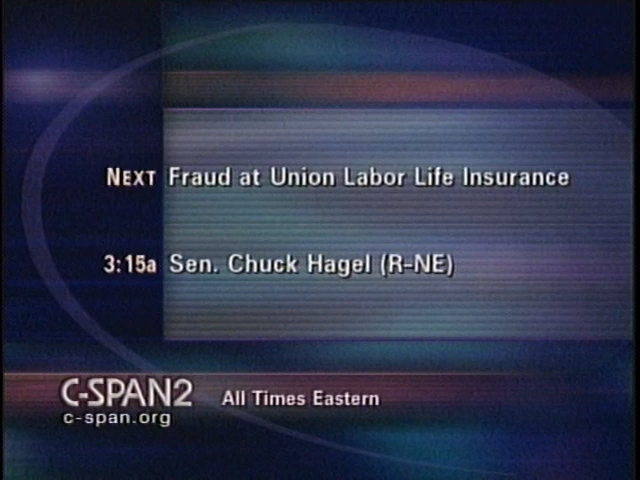 NEXT Fraud at Union Labor Life Insurance
3:15a Sen. Chuck Hagel (R-NE)
C-SPAN2 All Times Eastern
c-span.org